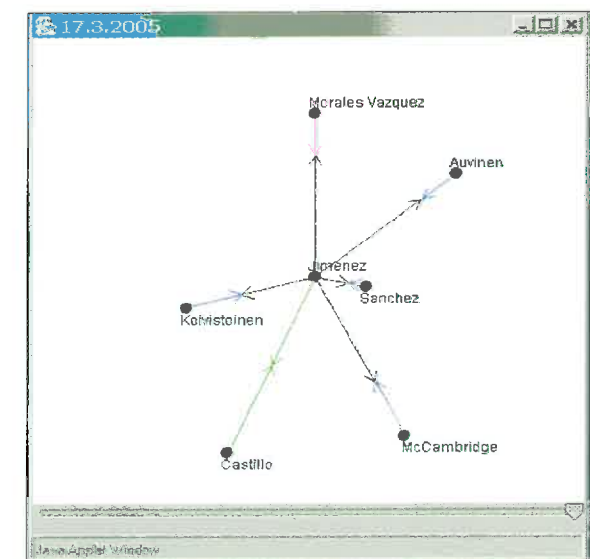 17.3.2005
Morales Vazquez
Auvinen
Jimenez
Sanchez
Koivistoinen
McCambridge
Castillo
Java Applet Window